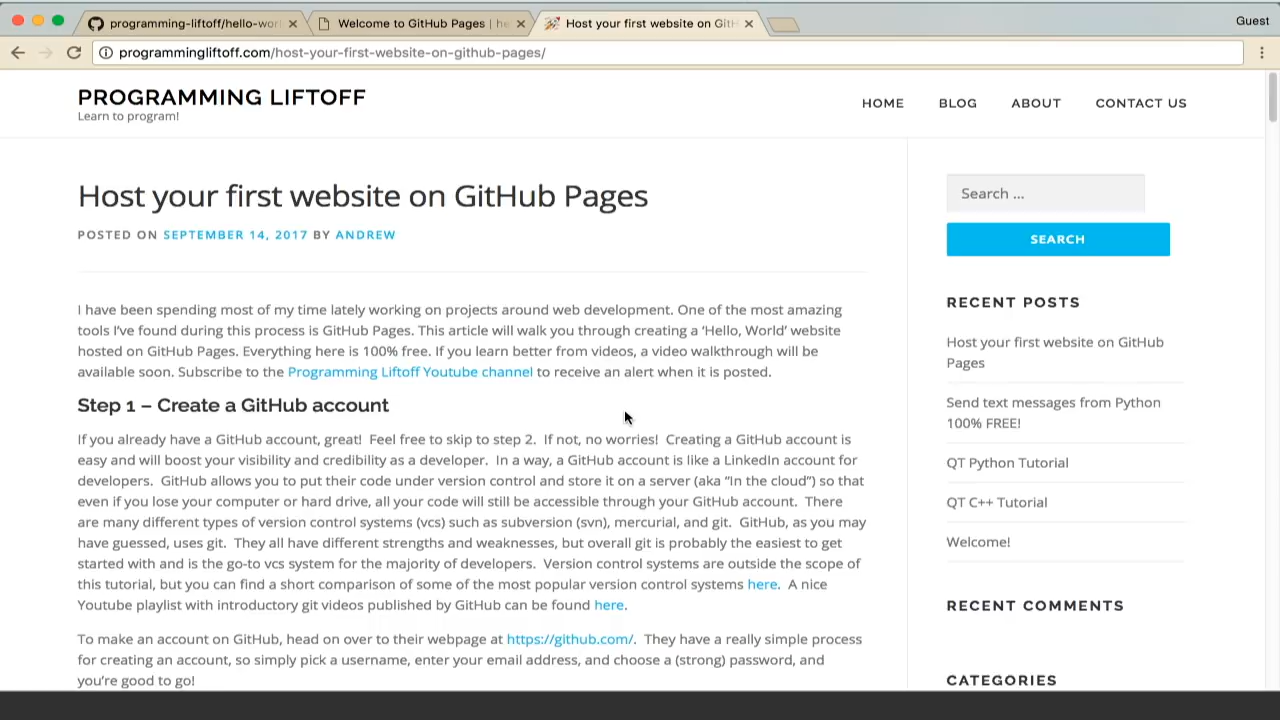 programming-liftoff/hello-wor
Welcome to GitHub Pages | he
Host your first website on GitH
Guest
programmingliftoff.com/host-your-first-website-on-github-pages/
PROGRAMMING LIFTOFF
Learn to program!
HOME BLOG ABOUT CONTACT US
Host your first website on GitHub Pages
POSTED ON SEPTEMBER 14, 2017 BY ANDREW
I have been spending most of my time lately working on projects around web development. One of the most amazing
tools I've found during this process is GitHub Pages. This article will walk you through creating a ‘Hello, World’ website
hosted on GitHub Pages. Everything here is 100% free. If you learn better from videos, a video walkthrough will be
available soon. Subscribe to the Programming Liftoff Youtube channel to receive an alert when it is posted.
Step 1 – Create a GitHub account
If you already have a GitHub account, great! Feel free to skip to step 2. If not, no worries! Creating a GitHub account is
easy and will boost your visibility and credibility as a developer. In a way, a GitHub account is like a LinkedIn account for
developers. GitHub allows you to put their code under version control and store it on a server (aka “In the cloud”) so that
even if you lose your computer or hard drive, all your code will still be accessible through your GitHub account. There
are many different types of version control systems (vcs) such as subversion (svn), mercurial, and git. GitHub, as you may
have guessed, uses git. They all have different strengths and weaknesses, but overall git is probably the easiest to get
started with and is the go-to vcs system for the majority of developers. Version control systems are outside the scope of
this tutorial, but you can find a short comparison of some of the most popular version control systems here. A nice
Youtube playlist with introductory git videos published by GitHub can be found here.
To make an account on GitHub, head on over to their webpage at https://github.com/. They have a really simple process
for creating an account, so simply pick a username, enter your email address, and choose a (strong) password, and
you're good to go!
Search ...
SEARCH
RECENT POSTS
Host your first website on GitHub
Pages
Send text messages from Python
100% FREE!
QT Python Tutorial
QT C++ Tutorial
Welcome!
RECENT COMMENTS
CATEGORIES